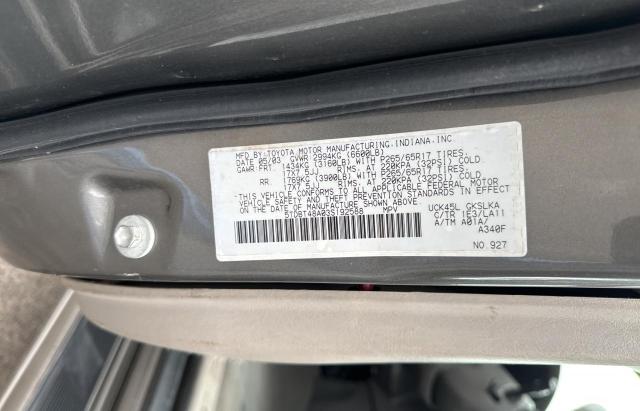 MFD.BY:TOYOTA MOTOR MANUFACTURING.INDIANA.INC
DATE 05/03 GVWR:2994KG (6600LB)
GAWR:FRT. 1434KG (3160LB) WITH P265/65R17 TIRES.
17X7.5JJ RIMS. AT 220KPA (32PSI) COLD
RR. 1769KG (3900LB) WITH P265/65R17 TIRES.
17X7.5JJ RIMS. AT 220KPA (32PSI) COLD
THIS VEHICLE CONFORMS TO ALL APPLICABLE FEDERAL MOTOR
VEHICLE SAFETY AND THEFT PREVENTION STANDARDS IN EFFECT
ON THE DATE OF MANUFACTURE SHOWN ABOVE.
5TDBT48A03S192568 MPV
UCK45L GKSLKA
C/TR 1E3/LA11
A/TM A01A/
A340F
NO.927